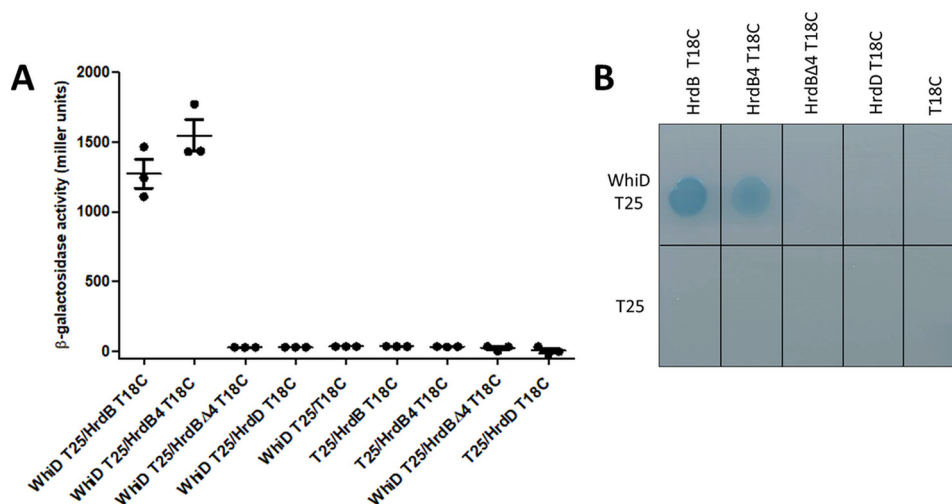 A
β-galactosidase activity (miller units)
2000
1500
1000
500
0
WhiD T25/HrdB T18C
WhiD T25/HrdB4 T18C
WhiD T25/HrdBΔ4 T18C
WhiD T25/HrdD T18C
WhiD T25/T18C
T25/HrdB T18C
T25/HrdB4 T18C
WhiD T25/HrdBΔ4 T18C
T25/HrdD T18C
B
HrdB T18C
HrdB4 T18C
HrdBΔ4 T18C
HrdD T18C
T18C
WhiD
T25
T25